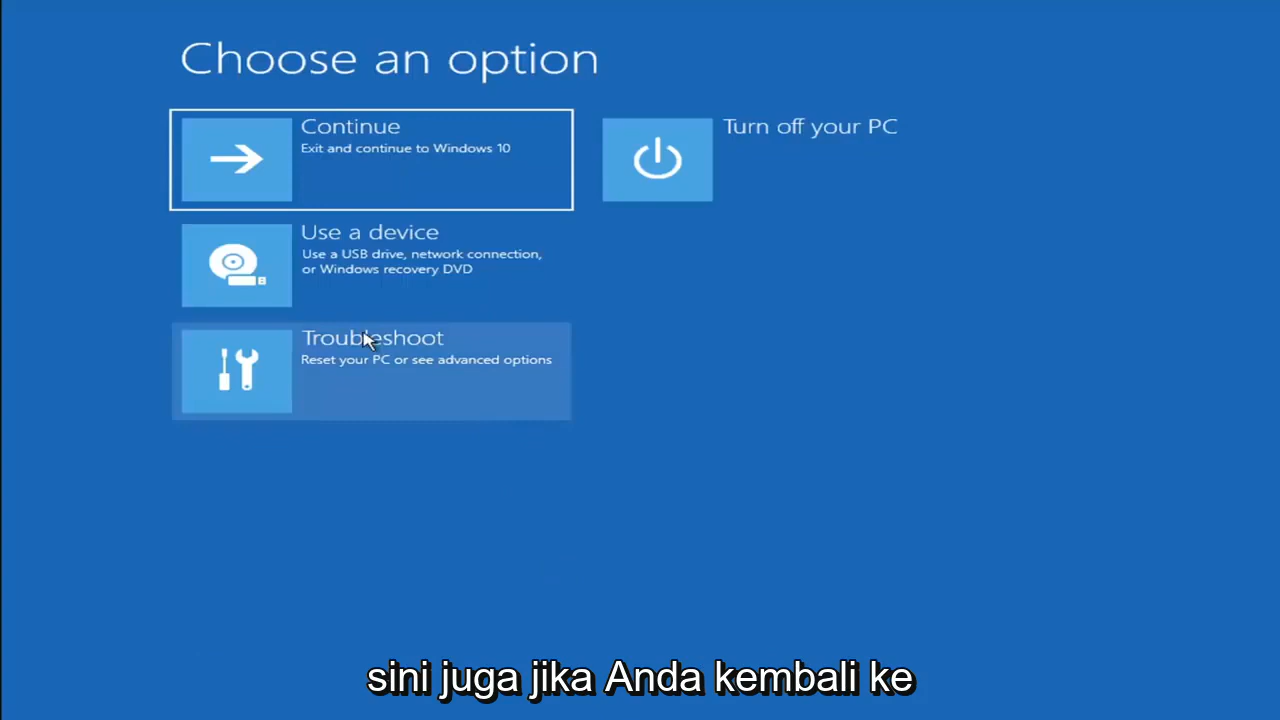 Choose an option
Continue
Exit and continue to Windows 10
Turn off your PC
Use a device
Use a USB drive, network connection,
or Windows recovery DVD
Troubleshoot
Reset your PC or see advanced options
sini juga jika Anda kembali ke